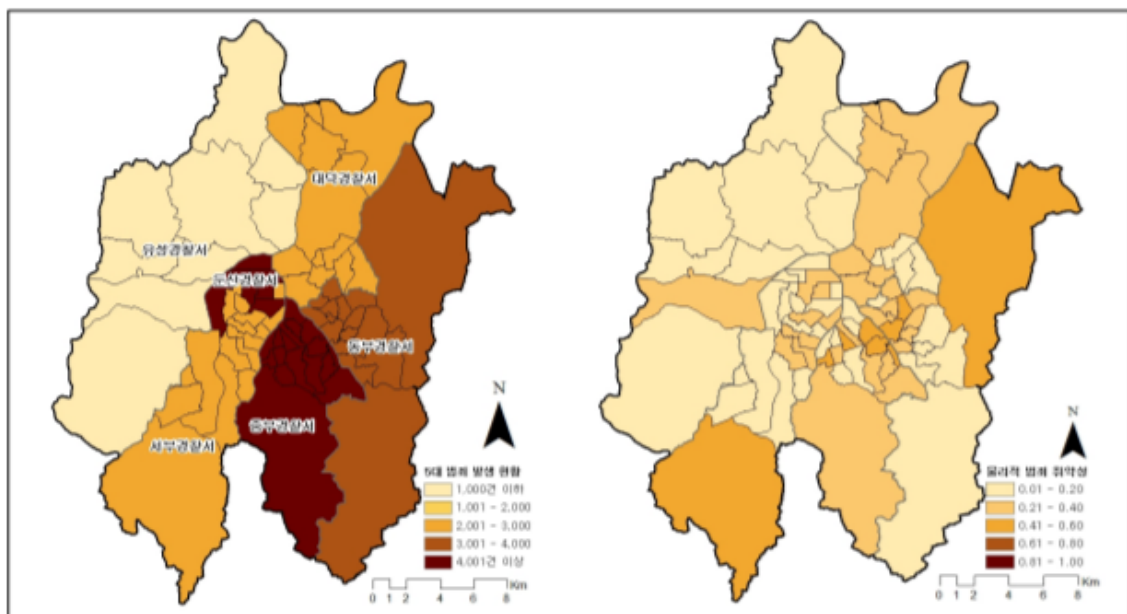 대덕경찰서
유성경찰서
둔산경찰서
동부경찰서
중부경찰서
서부경찰서
N
5대 범죄 발생 현황
1,000건 이하
1,001 - 2,000
2,001 - 3,000
3,001 - 4,000
4,001건 이상
Km
0 1 2 4 6 8
N
물리적 범죄 취약성
0.01 - 0.20
0.21 - 0.40
0.41 - 0.60
0.61 - 0.80
0.81 - 1.00
Km
0 1 2 4 6 8